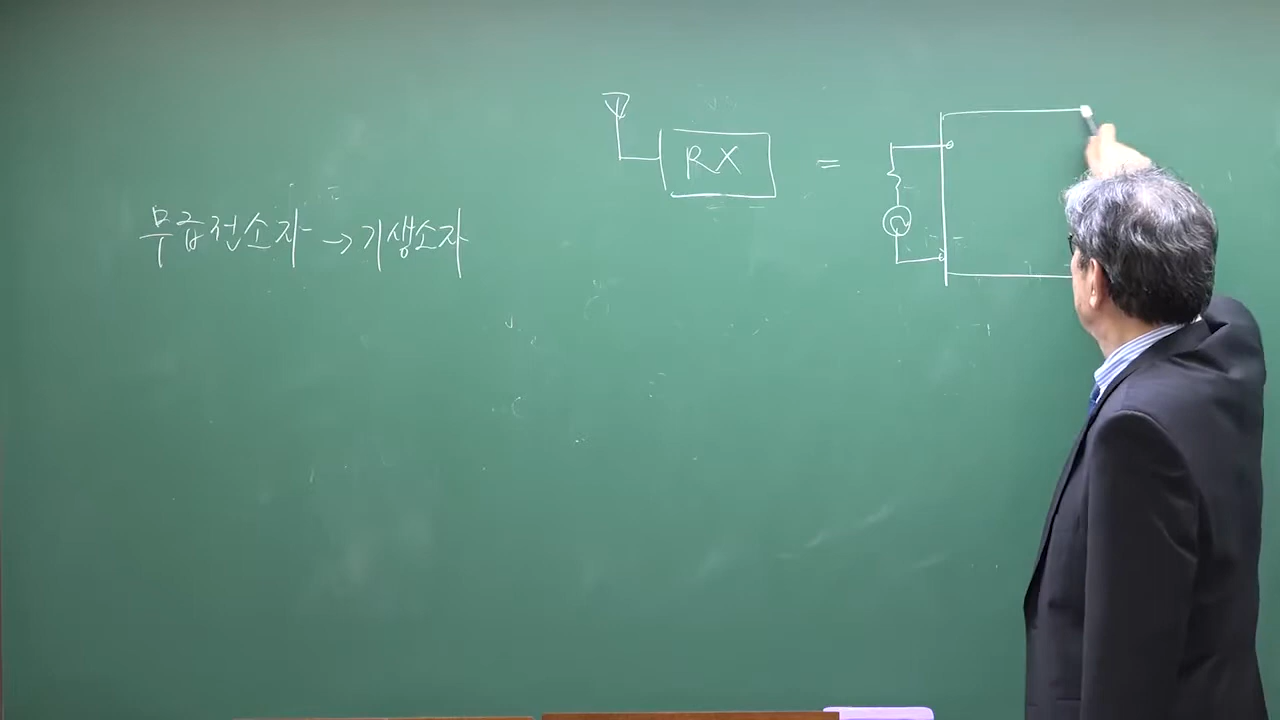 무급전소자 → 기생소자
RX =